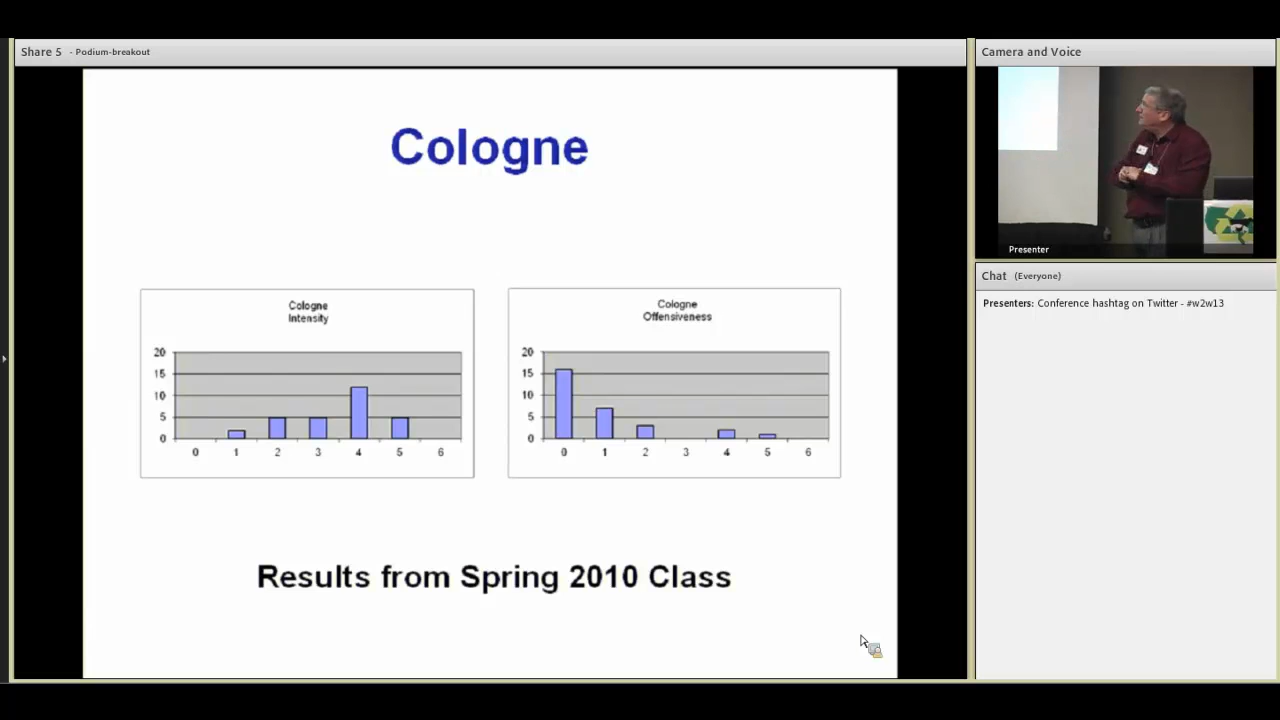 Share 5 - Podium-breakout
Cologne
Cologne
Intensity
20
15
10
5
0
0 1 2 3 4 5 6
Cologne
Offensiveness
20
15
10
5
0
0 1 2 3 4 5 6
Results from Spring 2010 Class
Camera and Voice
Presenter
Chat (Everyone)
Presenters: Conference hashtag on Twitter - #w2w13